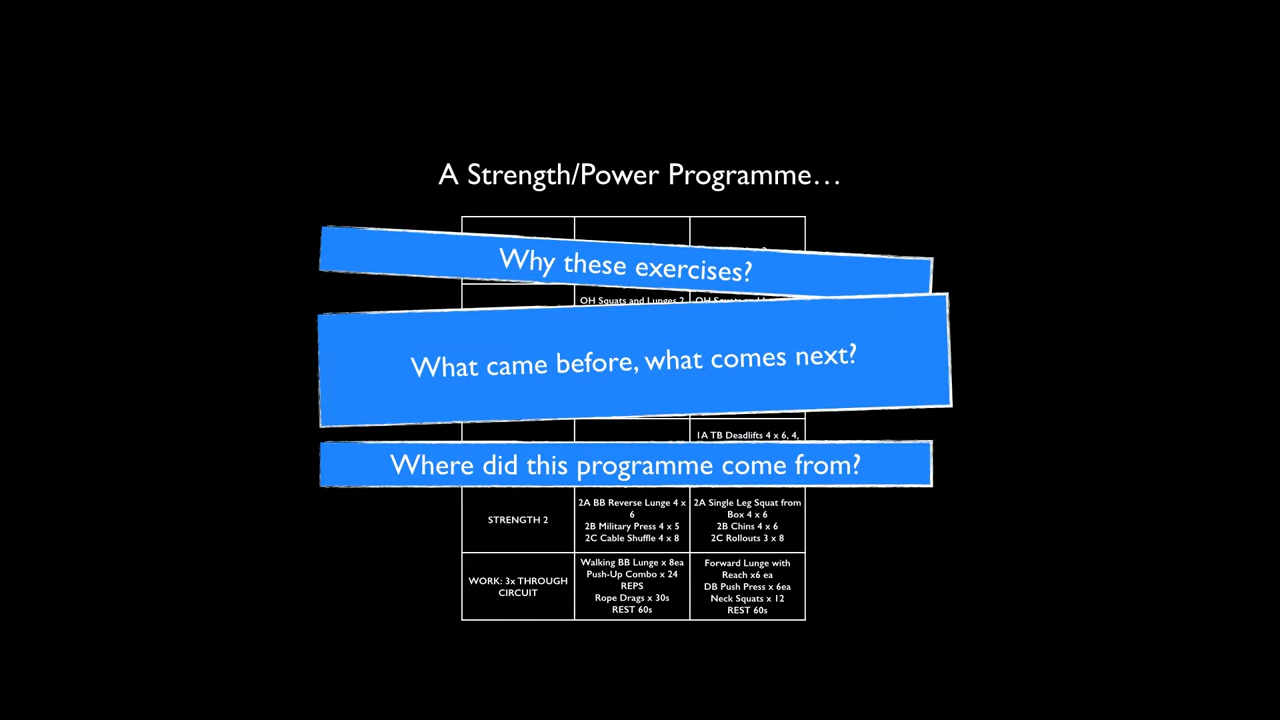 A Strength/Power Programme…
Why these exercises?
OH Squats and Lunges 2
What came before, what comes next?
1A TB Deadlifts 4 x 6, 4,
Where did this programme come from?
STRENGTH 2
2A BB Reverse Lunge 4 x
6
2B Military Press 4 x 5
2C Cable Shuffle 4 x 8
2A Single Leg Squat from
Box 4 x 6
2B Chins 4 x 6
2C Rollouts 3 x 8
WORK: 3x THROUGH
CIRCUIT
Walking BB Lunge x 8ea
Push-Up Combo x 24
REPS
Rope Drags x 30s
REST 60s
Forward Lunge with
Reach x6 ea
DB Push Press x 6ea
Neck Squats x 12
REST 60s